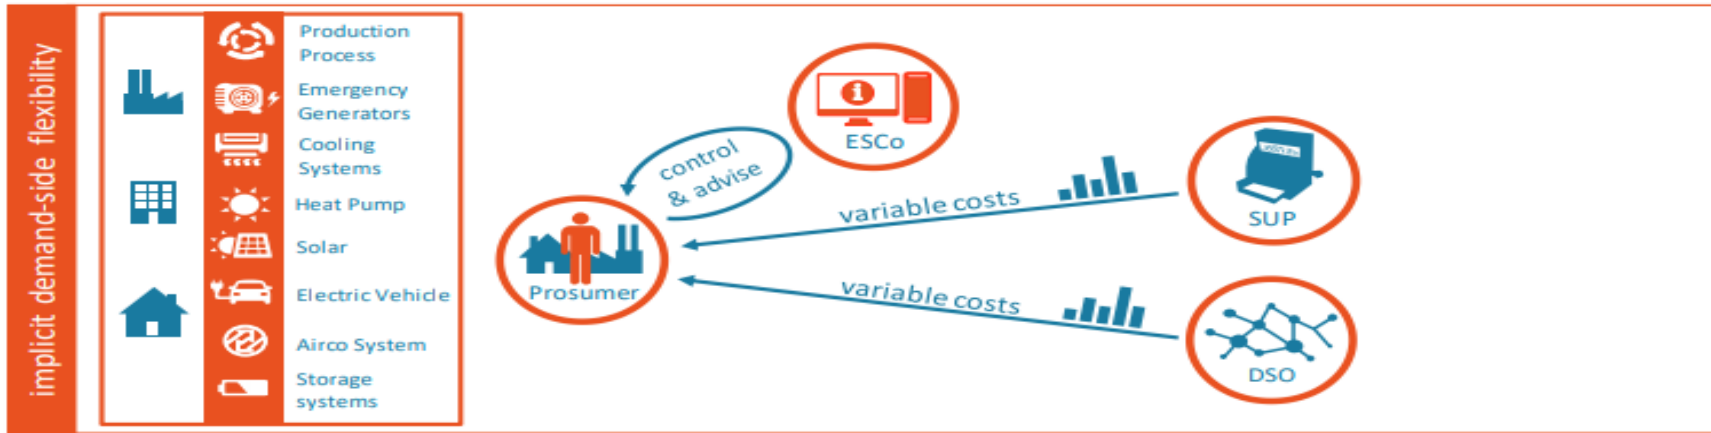 implicit demand-side flexibility
Production
Process
Emergency
Generators
Cooling
Systems
Heat Pump
Solar
Electric Vehicle
Airco System
Storage
systems
Prosumer
control
& advise
ESCo
variable costs
SUP
variable costs
DSO